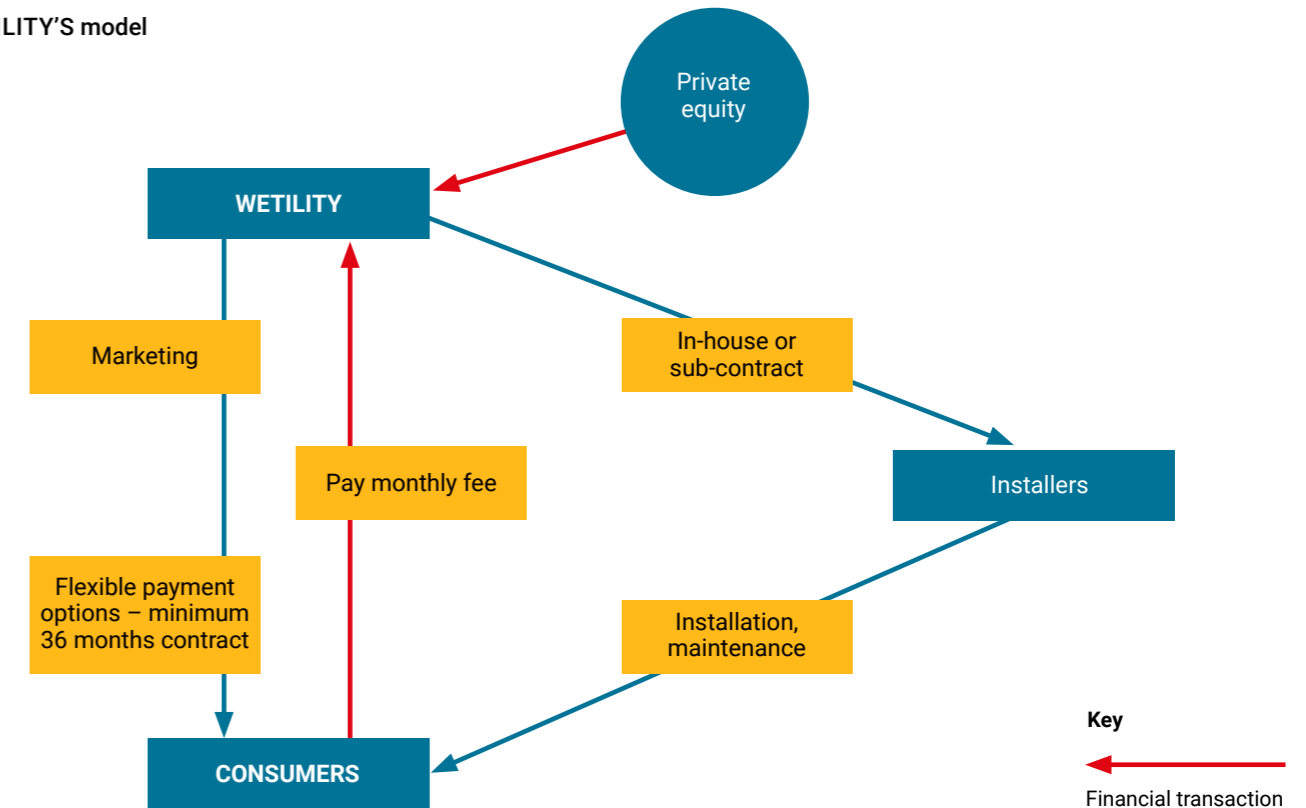 ILITY'S model
Private
equity
WETILITY
Marketing
In-house or
sub-contract
Pay monthly fee
Installers
Flexible payment
options – minimum
36 months contract
Installation,
maintenance
CONSUMERS
Key
Financial transaction